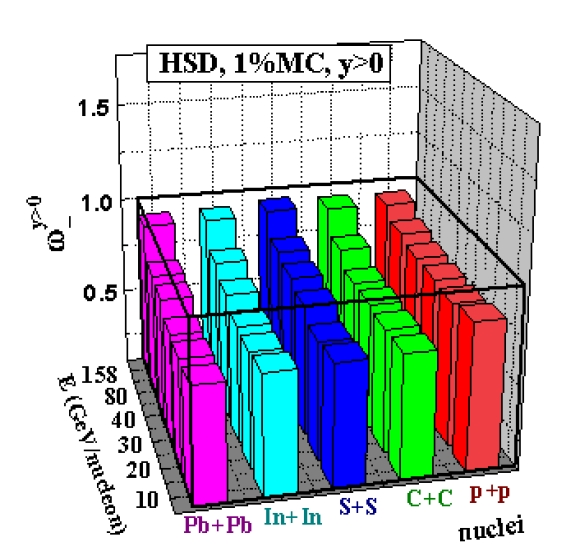 HSD, 1%MC, y>0
1.5
1.0
0.5
ω⁻y>0
158
80
40
30
20
10
E (GeV/nucleon)
Pb+Pb
In+In
S+S
C+C
p+p
nuclei